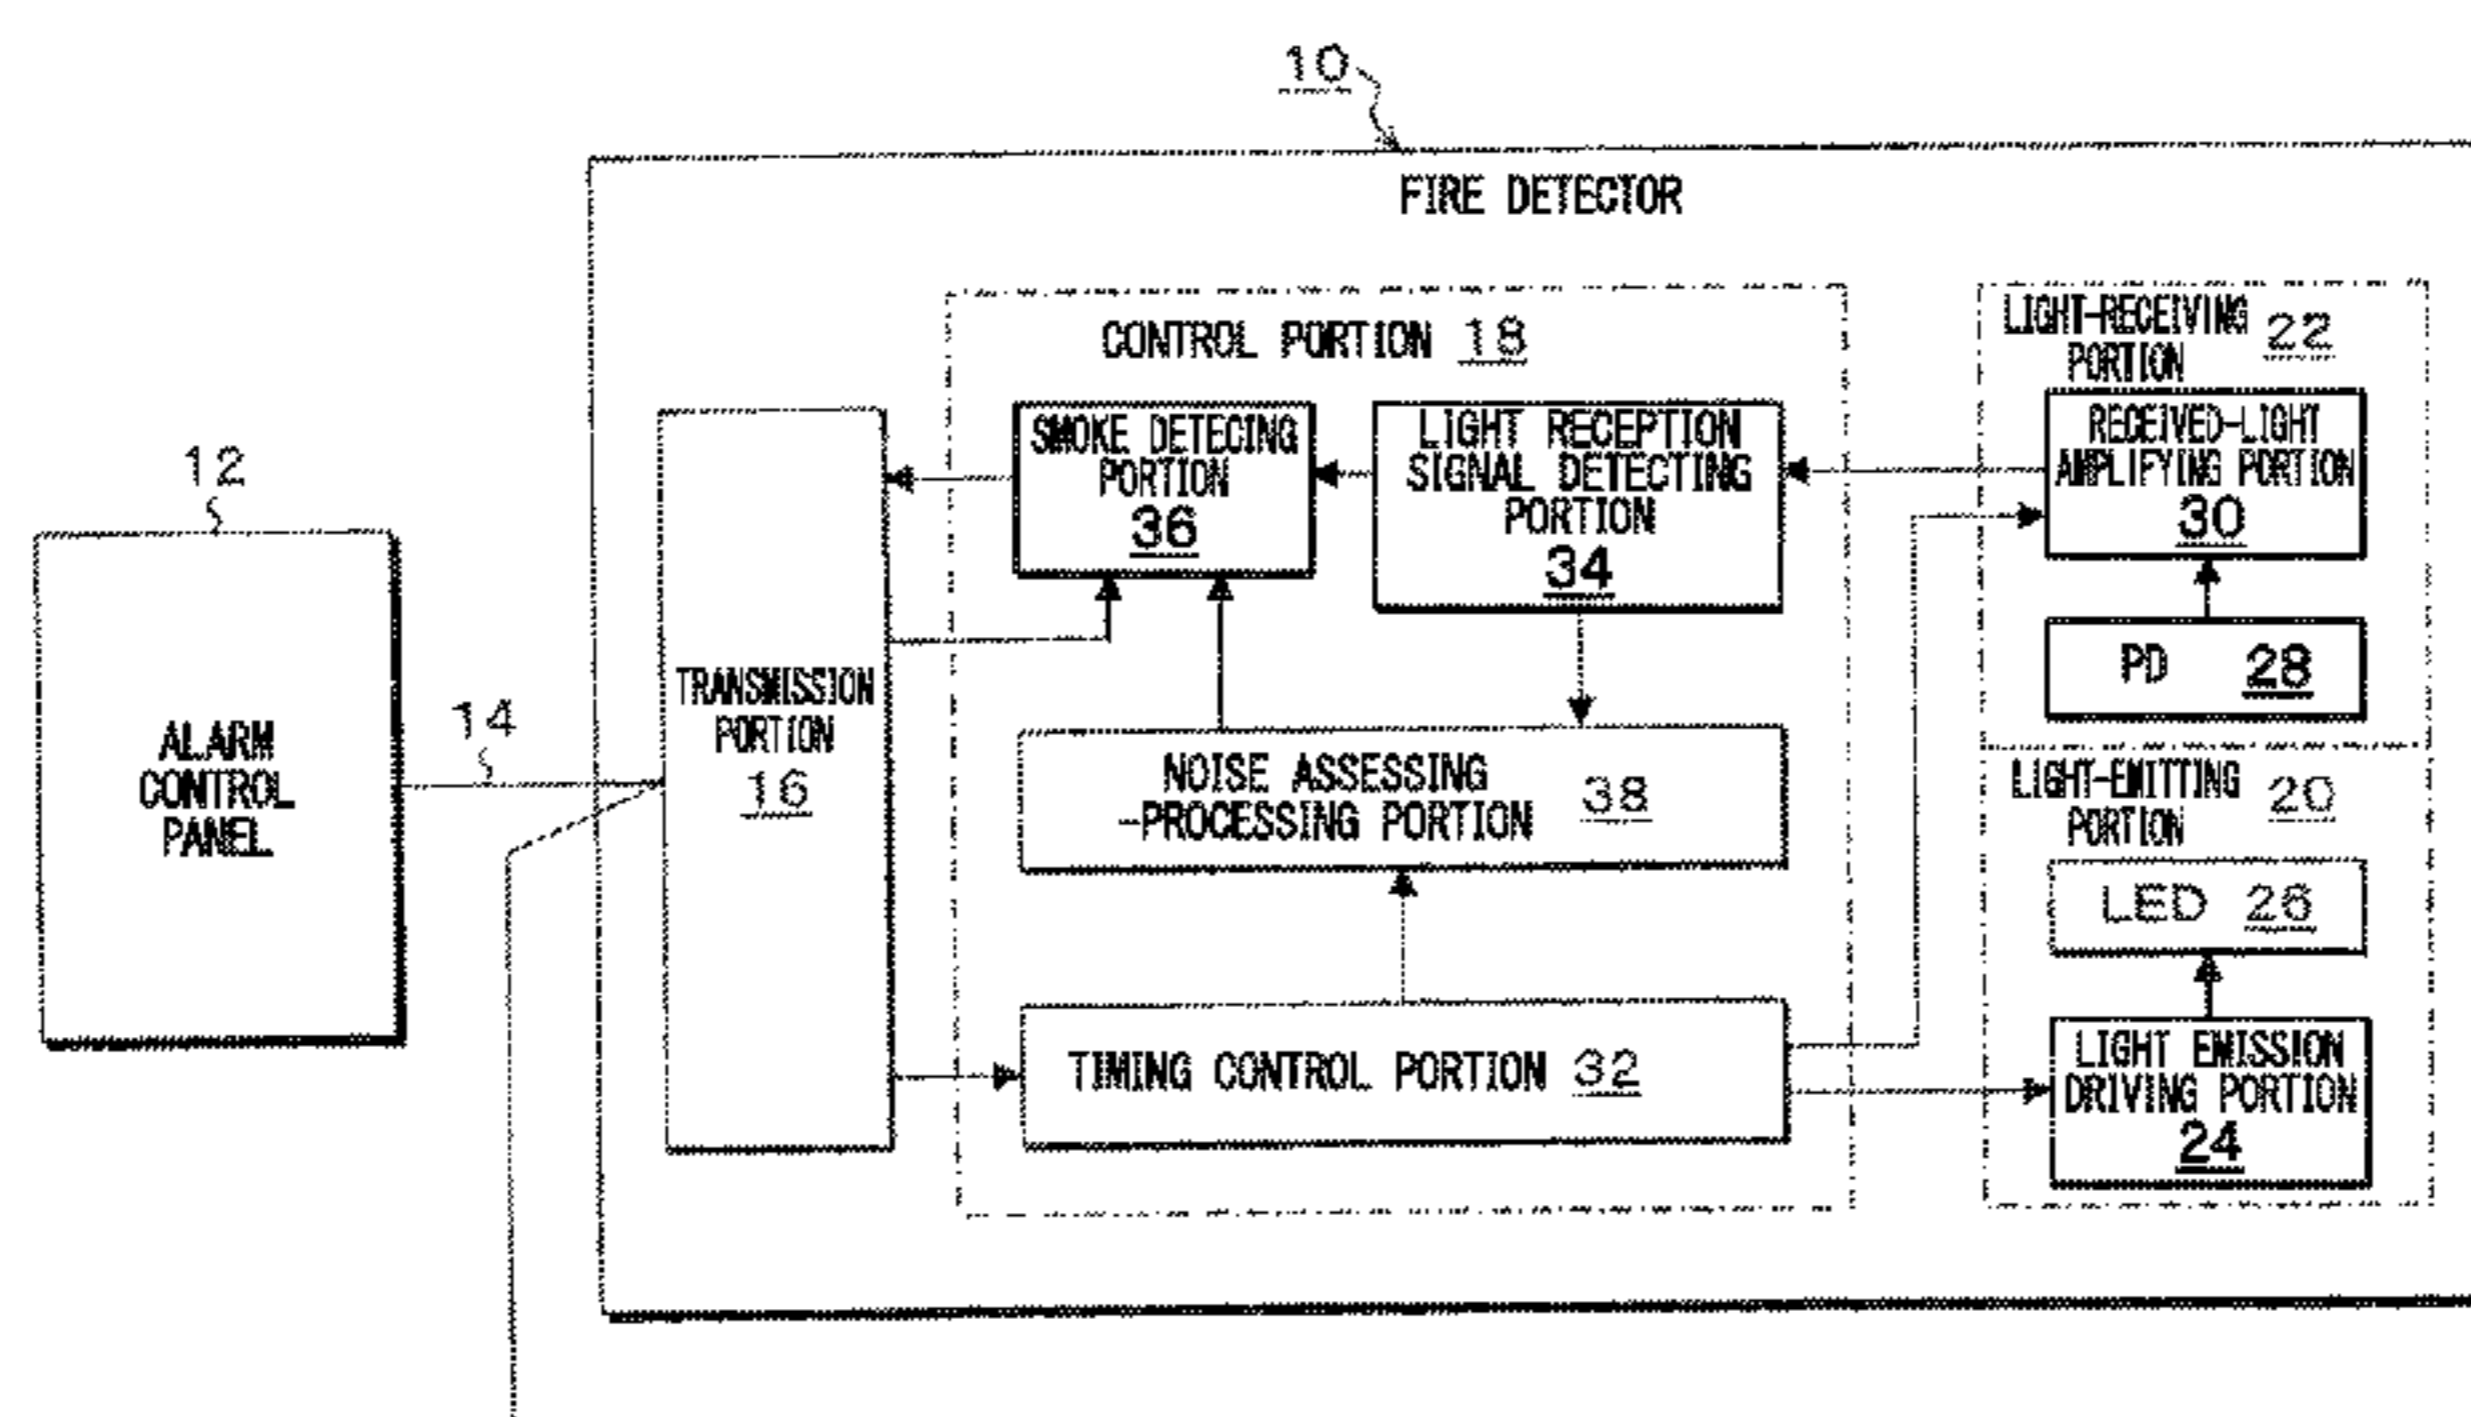 10
FIRE DETECTOR
12
ALARM
CONTROL
PANEL
14
TRANSMISSION
PORTION
16
CONTROL PORTION 18
SMOKE DETECING
PORTION
36
LIGHT RECEPTION
SIGNAL DETECTING
PORTION
34
NOISE ASSESSING
-PROCESSING PORTION 38
TIMING CONTROL PORTION 32
LIGHT-RECEIVING
PORTION 22
RECEIVED-LIGHT
AMPLIFYING PORTION
30
PD 28
LIGHT-EMITTING
PORTION 20
LED 26
LIGHT EMISSION
DRIVING PORTION
24